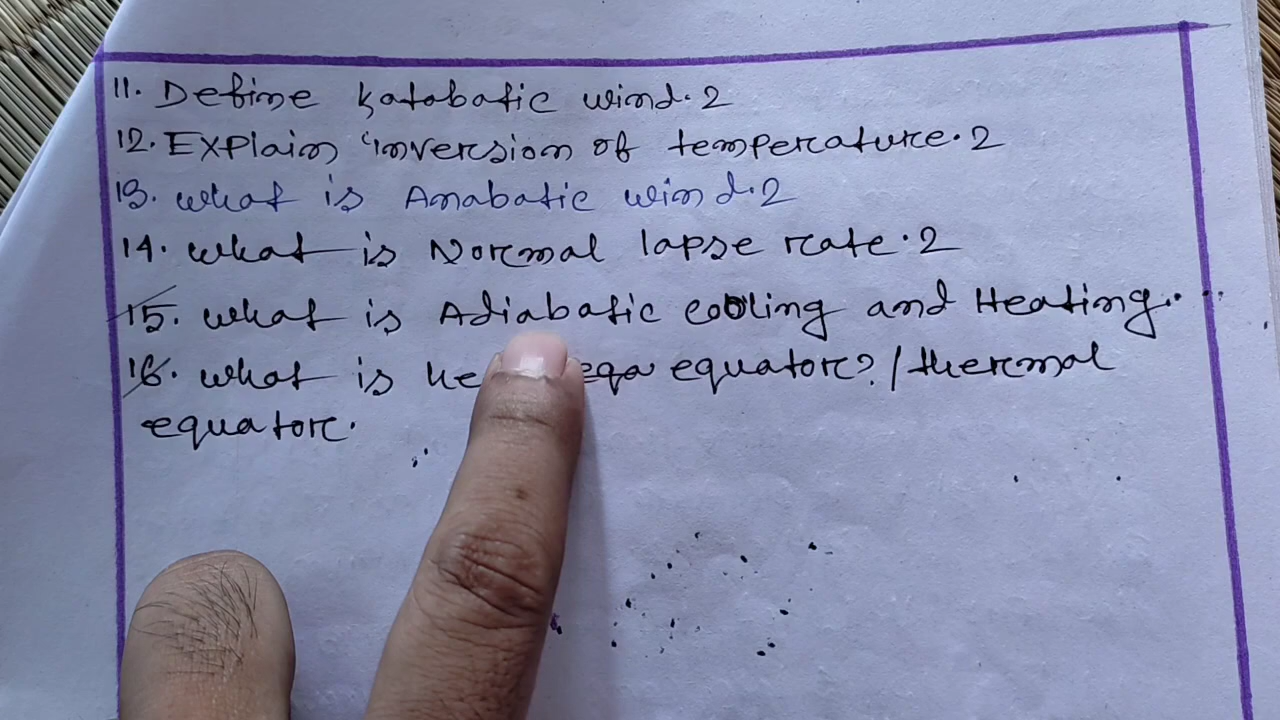 11. Define katabatic wind. 2
12. Explain inversion of temperature. 2
13. what is Anabatic wind. 2
14. what is Normal lapse rate. 2
15. what is Adiabatic cooling and Heating.
16. what is equator? / thermal
equator.